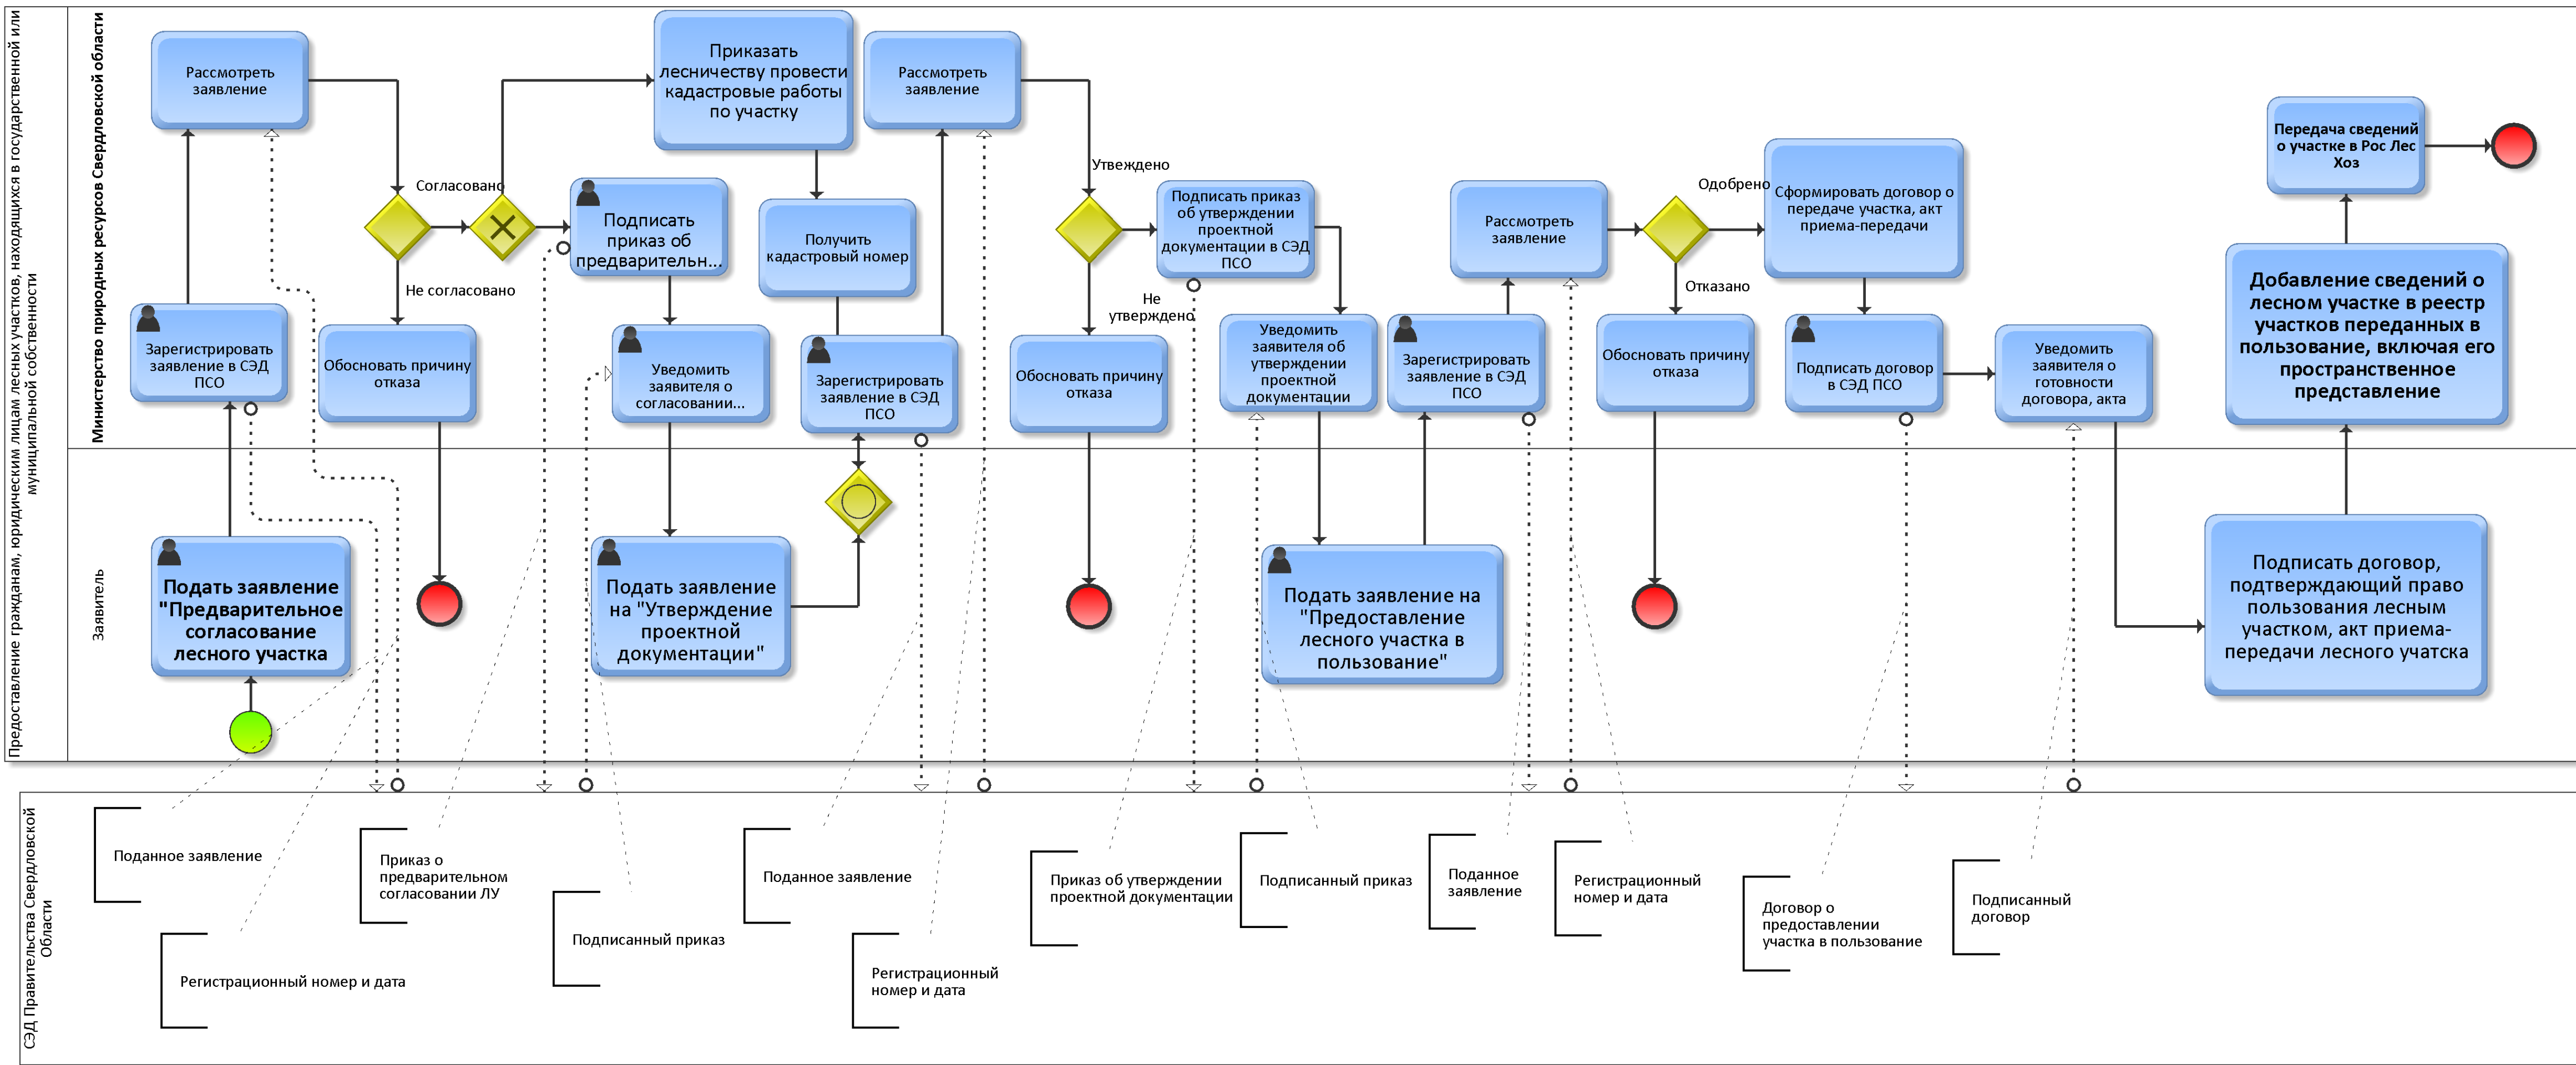 Предоставление гражданам, юридическим лицам лесных участков, находящихся в государственной или
муниципальной собственности
Министерство природных ресурсов Свердловской области
Рассмотреть
заявление
Зарегистрировать
заявление в СЭД
ПСО
Согласовано
Не согласовано
Обосновать причину
отказа
Приказать
лесничеству провести
кадастровые работы
по участку
Подписать
приказ об
предварительн...
Уведомить
заявителя о
согласовании...
Получить
кадастровый номер
Зарегистрировать
заявление в СЭД
ПСО
Рассмотреть
заявление
Утвеждено
Не
утверждено
Обосновать причину
отказа
Подписать приказ
об утверждении
проектной
документации в СЭД
ПСО
Уведомить
заявителя об
утверждении
проектной
документации
Зарегистрировать
заявление в СЭД
ПСО
Рассмотреть
заявление
Одобрено
Отказано
Обосновать причину
отказа
Сформировать договор о
передаче участка, акт
приема-передачи
Подписать договор
в СЭД ПСО
Уведомить
заявителя о
готовности
договора, акта
Передача сведений
о участке в Рос Лес
Хоз
Добавление сведений о
лесном участке в реестр
участков переданных в
пользование, включая его
пространственное
представление
Заявитель
Подать заявление
"Предварительное
согласование
лесного участка
Подать заявление
на "Утверждение
проектной
документации"
Подать заявление на
"Предоставление
лесного участка в
пользование"
Подписать договор,
подтверждающий право
пользования лесным
участком, акт приема-
передачи лесного учатска
СЭД Правительства Свердловской
Области
Поданное заявление
Регистрационный номер и дата
Приказ о
предварительном
согласовании ЛУ
Подписанный приказ
Поданное заявление
Регистрационный
номер и дата
Приказ об утверждении
проектной документации
Подписанный приказ
Поданное
заявление
Регистрационный
номер и дата
Договор о
предоставлении
участка в пользование
Подписанный
договор